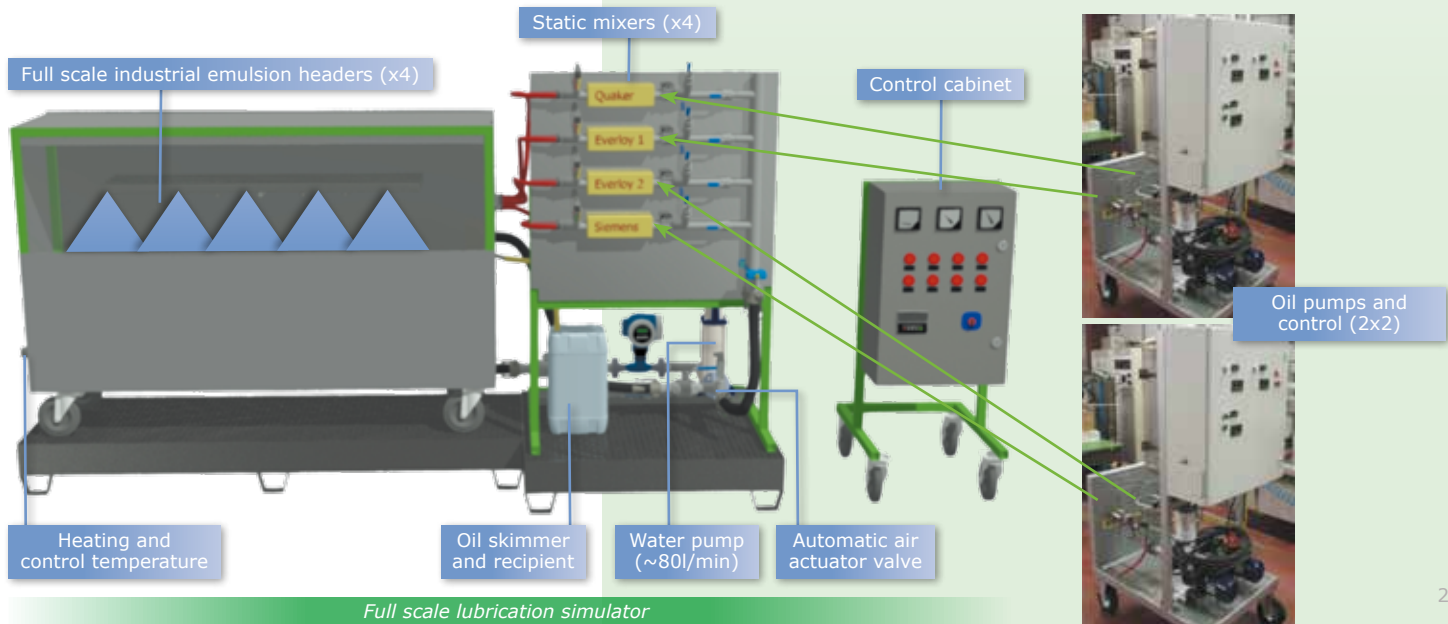 Static mixers (x4)
Full scale industrial emulsion headers (x4)
Control cabinet
Quaker
Everloy 1
Everloy 2
Siemens
Oil pumps and
control (2x2)
Heating and
control temperature
Oil skimmer
and recipient
Water pump
(~80l/min)
Automatic air
actuator valve
Full scale lubrication simulator
2